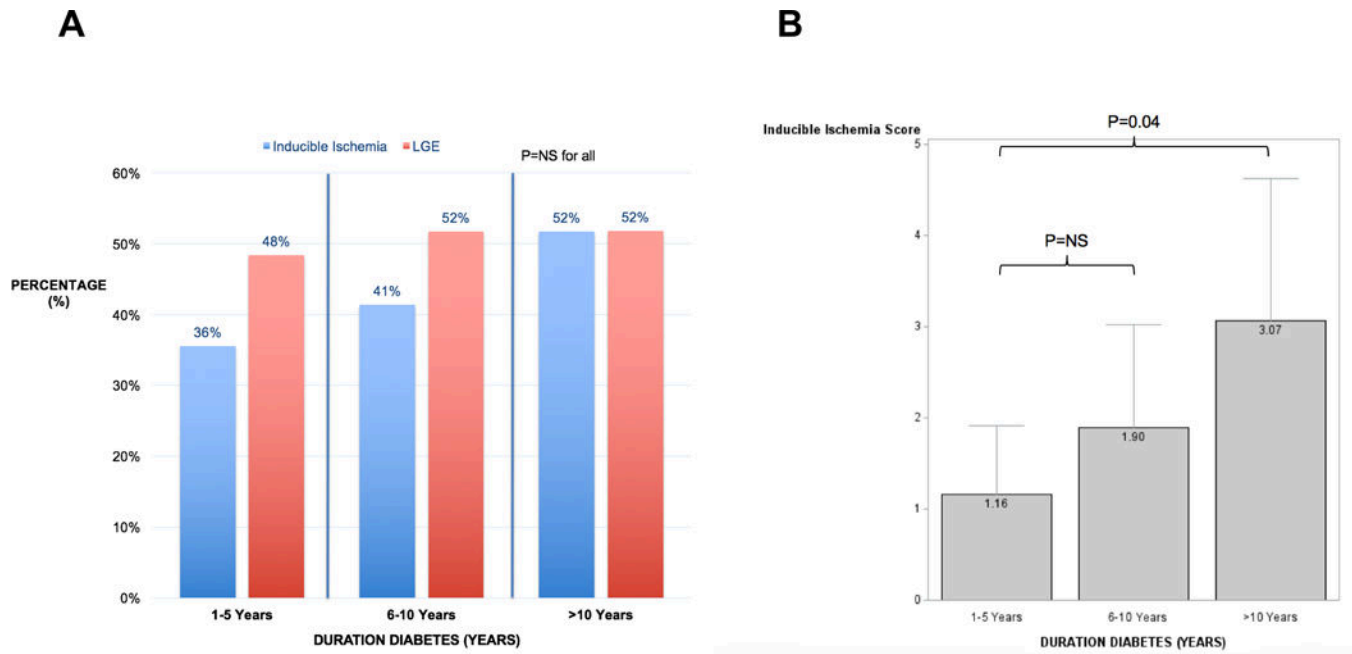 A
Inducible Ischemia LGE
P=NS for all
60%
50%
40%
30%
20%
10%
0%
PERCENTAGE
(%)
36%
48%
41%
52%
52%
52%
1-5 Years
6-10 Years
>10 Years
DURATION DIABETES (YEARS)
B
Inducible Ischemia Score
P=0.04
P=NS
5
4
3
2
1
0
1.16
1.90
3.07
1-5 Years
6-10 Years
>10 Years
DURATION DIABETES (YEARS)